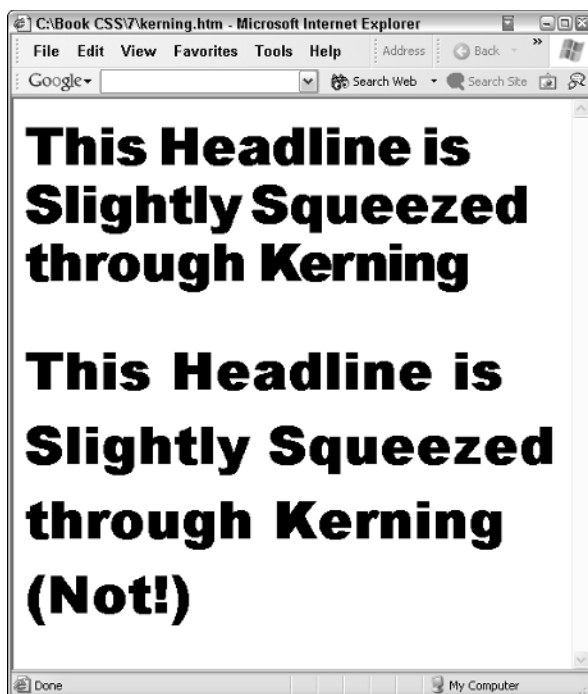 C:\Book CSS\7\kerning.htm - Microsoft Internet Explorer
File Edit View Favorites Tools Help Address Back »
Google Search Web Search Site
This Headline is
Slightly Squeezed
through Kerning
This Headline is
Slightly Squeezed
through Kerning
(Not!)
Done My Computer